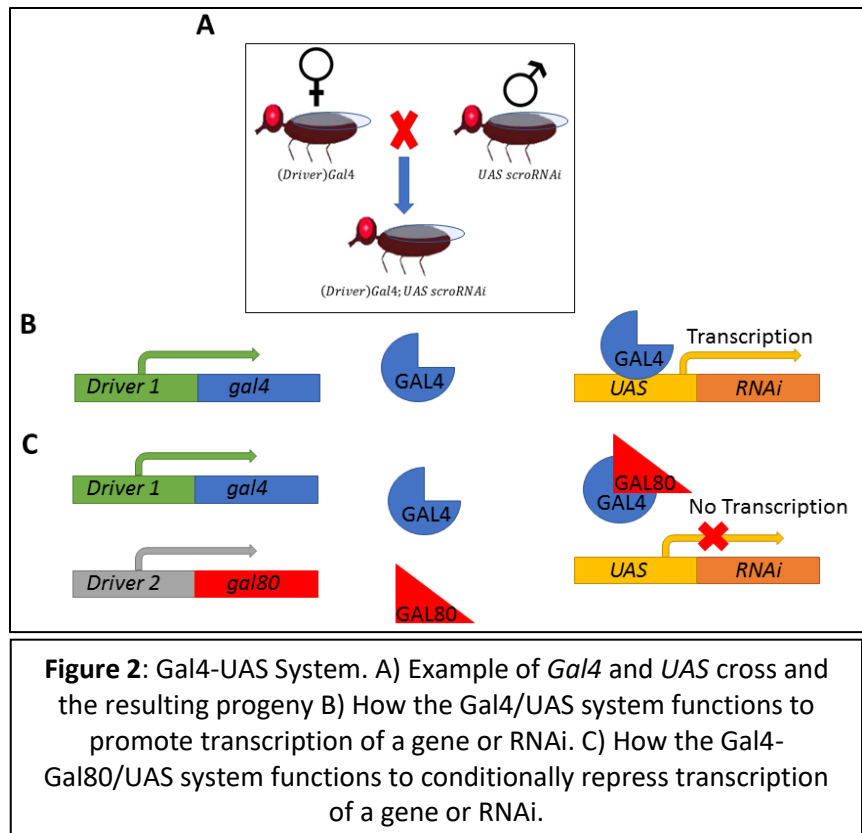 A
(Driver)Gal4
UAS scroRNAi
(Driver)Gal4; UAS scroRNAi
B
Driver 1
gal4
GAL4
GAL4
Transcription
UAS
RNAi
C
Driver 1
gal4
GAL4
GAL80
GAL4
No Transcription
Driver 2
gal80
GAL80
UAS
RNAi
Figure 2: Gal4-UAS System. A) Example of Gal4 and UAS cross and
the resulting progeny B) How the Gal4/UAS system functions to
promote transcription of a gene or RNAi. C) How the Gal4-
Gal80/UAS system functions to conditionally repress transcription
of a gene or RNAi.